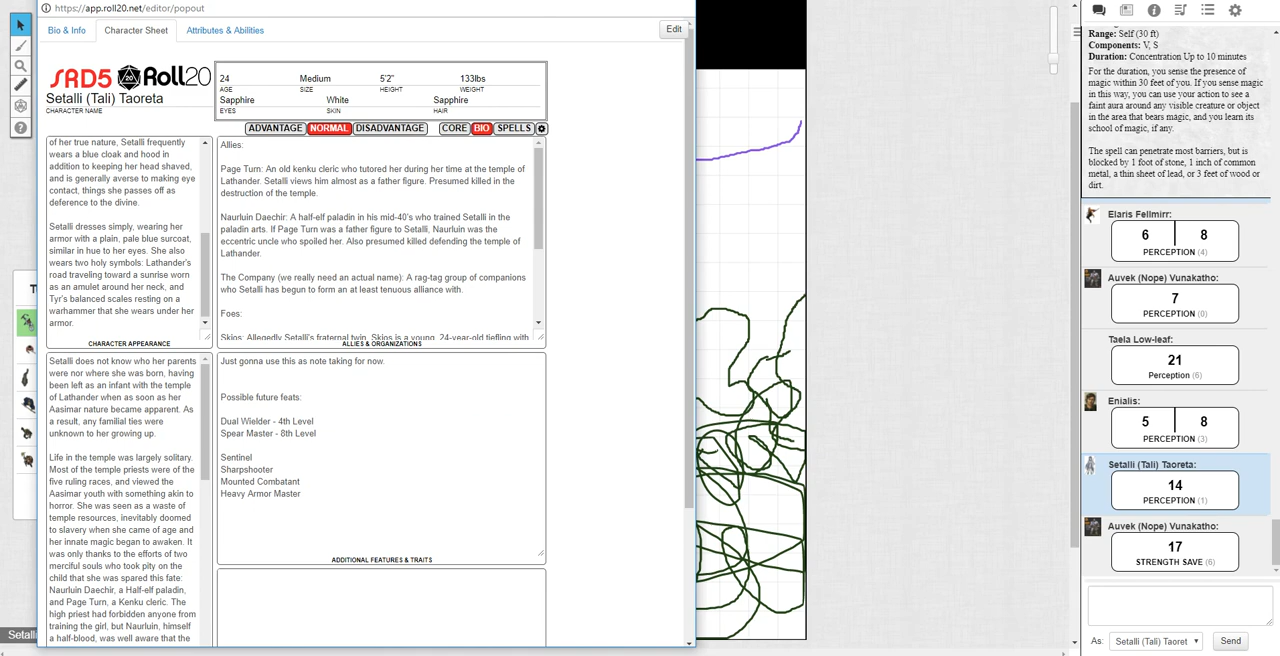 https://app.roll20.net/editor/popout
Bio & Info
Character Sheet
Attributes & Abilities
Edit
SRD5 Roll20
Setalli (Tali) Taoreta
CHARACTER NAME
24
Medium
5'2"
133lbs
AGE
SIZE
HEIGHT
WEIGHT
Sapphire
White
Sapphire
EYES
SKIN
HAIR
ADVANTAGE
NORMAL
DISADVANTAGE
CORE
BIO
SPELLS
of her true nature, Setalli frequently
wears a blue cloak and hood in
addition to keeping her head shaved,
and is generally averse to making eye
contact, things she passes off as
deference to the divine.
Setalli dresses simply, wearing her
armor with a plain, pale blue surcoat,
similar in hue to her eyes. She also
wears two holy symbols: Lathander's
road traveling toward a sunrise worn
as an amulet around her neck, and
Tyr's balanced scales resting on a
warhammer that she wears under her
armor.
CHARACTER APPEARANCE
Allies:
Page Turn: An old kenku cleric who tutored her during her time at the temple of
Lathander. Setalli views him almost as a father figure. Presumed killed in the
destruction of the temple.
Naurluin Daechir: A half-elf paladin in his mid-40's who trained Setalli in the
paladin arts. If Page Turn was a father figure to Setalli, Naurluin was the
eccentric uncle who spoiled her. Also presumed killed defending the temple of
Lathander.
The Company (we really need an actual name): A rag-tag group of companions
who Setalli has begun to form an at least tenuous alliance with.
Foes:
Skios: Allegedly Setalli's fraternal twin, Skios is a young, 24-year-old tiefling with
ALLIES & ORGANIZATIONS
Setalli does not know who her parents
were nor where she was born, having
been left as an infant with the temple
of Lathander when as soon as her
Aasimar nature became apparent. As
a result, any familial ties were
unknown to her growing up.
Life in the temple was largely solitary.
Most of the temple priests were of the
five ruling races, and viewed the
Aasimar youth with something akin to
horror. She was seen as a waste of
temple resources, inevitably doomed
to slavery when she came of age and
her innate magic began to awaken. It
was only thanks to the efforts of two
merciful souls who took pity on the
child that she was spared this fate:
Naurluin Daechir, a Half-elf paladin,
and Page Turn, a Kenku cleric. The
high priest had forbidden anyone from
training the girl, but Naurluin, himself
a half-blood, was well aware that the
Just gonna use this as note taking for now.
Possible future feats:
Dual Wielder - 4th Level
Spear Master - 8th Level
Sentinel
Sharpshooter
Mounted Combatant
Heavy Armor Master
ADDITIONAL FEATURES & TRAITS
Setalli
Range: Self (30 ft)
Components: V, S
Duration: Concentration Up to 10 minutes
For the duration, you sense the presence of
magic within 30 feet of you. If you sense magic
in this way, you can use your action to see a
faint aura around any visible creature or object
in the area that bears magic, and you learn its
school of magic, if any.
The spell can penetrate most barriers, but is
blocked by 1 foot of stone, 1 inch of common
metal, a thin sheet of lead, or 3 feet of wood or
dirt.
Elaris Fellmirr:
6 8
PERCEPTION (4)
Auvek (Nope) Vunakatho:
7
PERCEPTION (0)
Taela Low-leaf:
21
Perception (6)
Enialis:
5 8
PERCEPTION (3)
Setalli (Tali) Taoreta:
14
PERCEPTION (1)
Auvek (Nope) Vunakatho:
17
STRENGTH SAVE (6)
As: Setalli (Tali) Taoret
Send